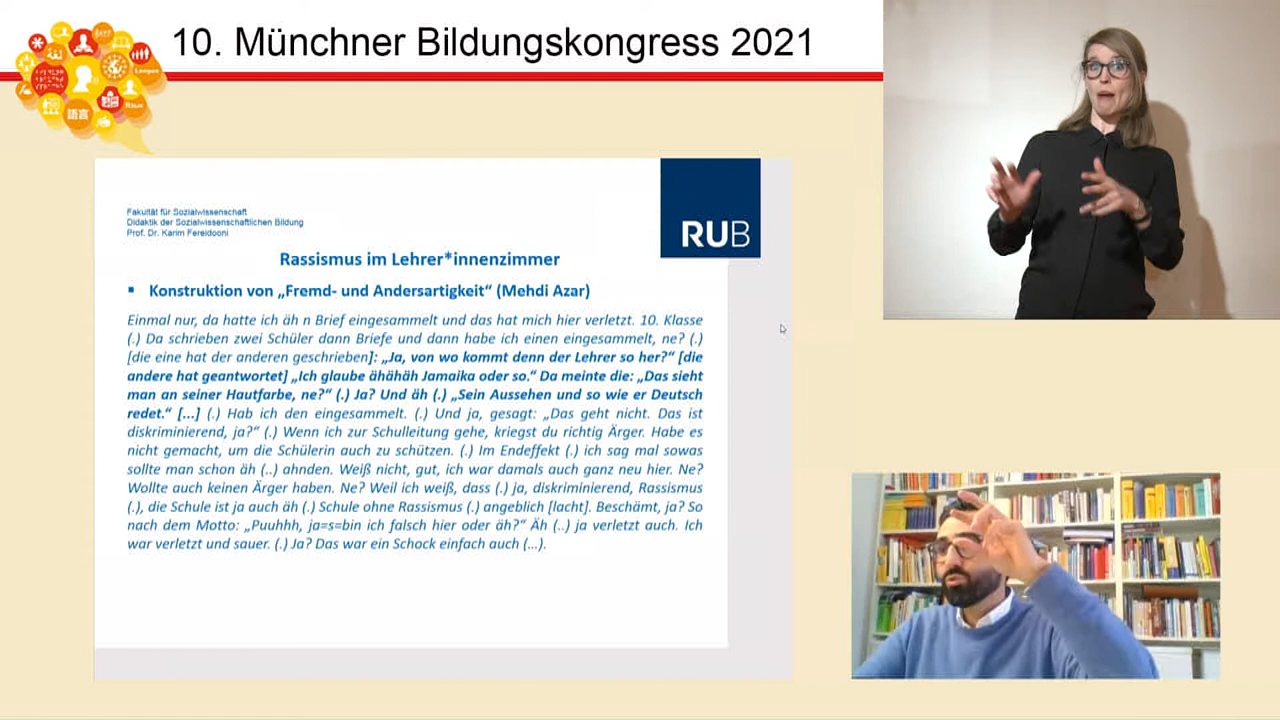 10. Münchner Bildungskongress 2021
Fakultät für Sozialwissenschaft
Didaktik der Sozialwissenschaftlichen Bildung
Prof. Dr. Karim Fereidooni
RUB
Rassismus im Lehrer*innenzimmer
▪ Konstruktion von „Fremd- und Andersartigkeit“ (Mehdi Azar)
Einmal nur, da hatte ich äh n Brief eingesammelt und das hat mich hier verletzt. 10. Klasse
(.) Da schrieben zwei Schüler dann Briefe und dann habe ich einen eingesammelt, ne? (.)
[die eine hat der anderen geschrieben]: „Ja, von wo kommt denn der Lehrer so her?“ [die
andere hat geantwortet] „Ich glaube ähähäh Jamaika oder so.“ Da meinte die: „Das sieht
man an seiner Hautfarbe, ne?“ (.) Ja? Und äh (.) „Sein Aussehen und so wie er Deutsch
redet.“ [...] (.) Hab ich den eingesammelt. (.) Und ja, gesagt: „Das geht nicht. Das ist
diskriminierend, ja?“ (.) Wenn ich zur Schulleitung gehe, kriegst du richtig Ärger. Habe es
nicht gemacht, um die Schülerin auch zu schützen. (.) Im Endeffekt (.) ich sag mal sowas
sollte man schon äh (..) ahnden. Weiß nicht, gut, ich war damals auch ganz neu hier. Ne?
Wollte auch keinen Ärger haben. Ne? Weil ich weiß, dass (.) ja, diskriminierend, Rassismus
(.), die Schule ist ja auch äh (.) Schule ohne Rassismus (.) angeblich [lacht]. Beschämt, ja? So
nach dem Motto: „Puuhhh, ja=s=bin ich falsch hier oder äh?“ Äh (..) ja verletzt auch. Ich
war verletzt und sauer. (.) Ja? Das war ein Schock einfach auch (...).
Langues
語言